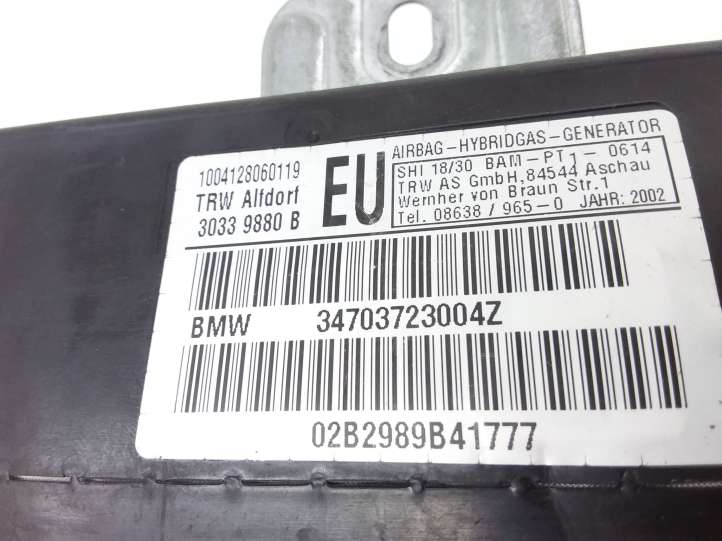 1004128060119
TRW Altdorf
3033 9880 B
EU
AIRBAG-HYBRIDGAS-GENERATOR
SHI 18/30 BAM-PT1-0614
TRW AS GmbH,84544 Aschau
Wernher von Braun Str.1
Tel. 08638/965-0 JAHR: 2002
BMW 34703723004Z
02B2989B41777